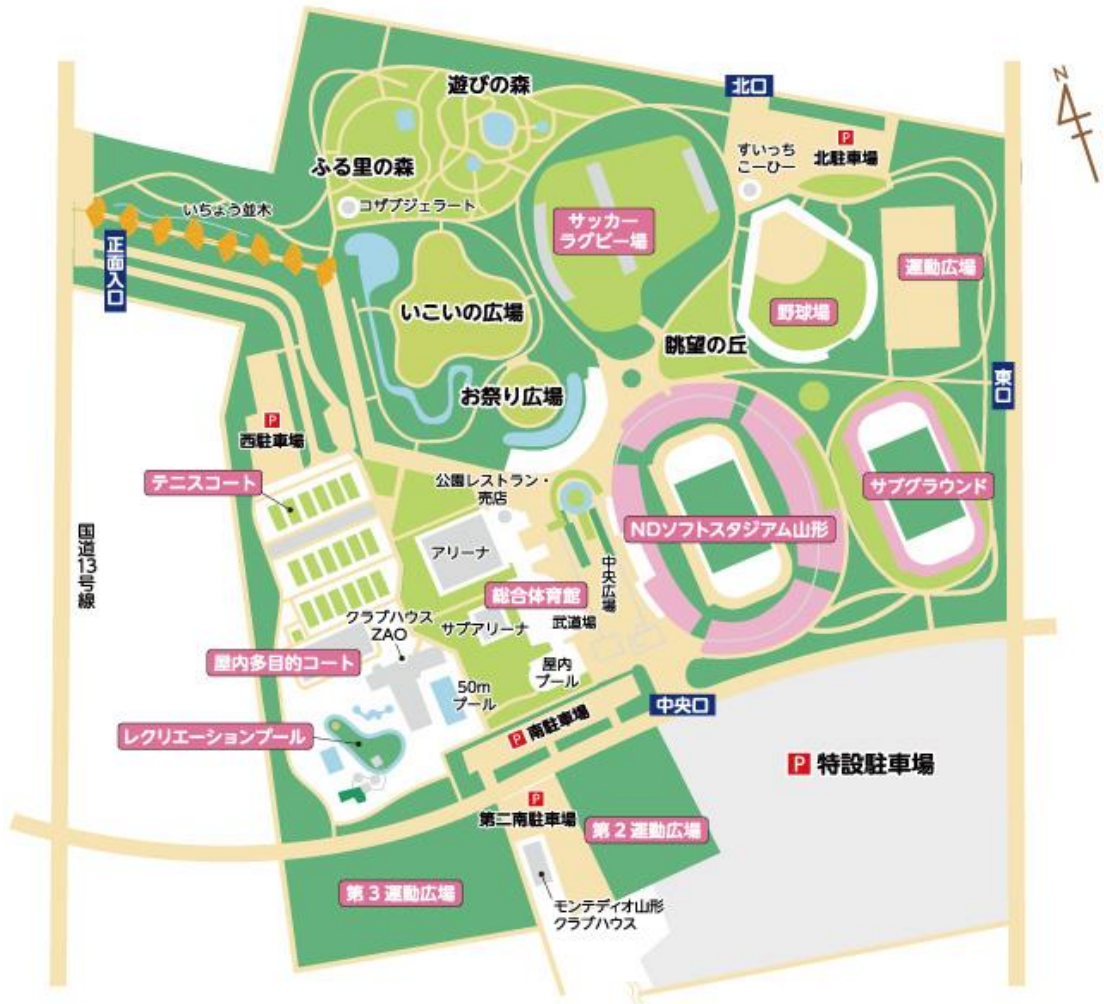 遊びの森
北口
N
P
北駐車場
すいっち
こーひー
ふる里の森
コザブジェラート
いちょう並木
サッカー
ラグビー場
正面入口
運動広場
野球場
いこいの広場
眺望の丘
お祭り広場
東口
P
西駐車場
テニスコート
公園レストラン・
売店
サブグラウンド
NDソフトスタジアム山形
国道13号線
アリーナ
中央広場
総合体育館
クラブハウス
ZAO
サブアリーナ
武道場
屋内多目的コート
屋内
プール
50m
プール
中央口
レクリエーションプール
P 南駐車場
P 特設駐車場
P
第二南駐車場
第2運動広場
第3運動広場
モンテディオ山形
クラブハウス